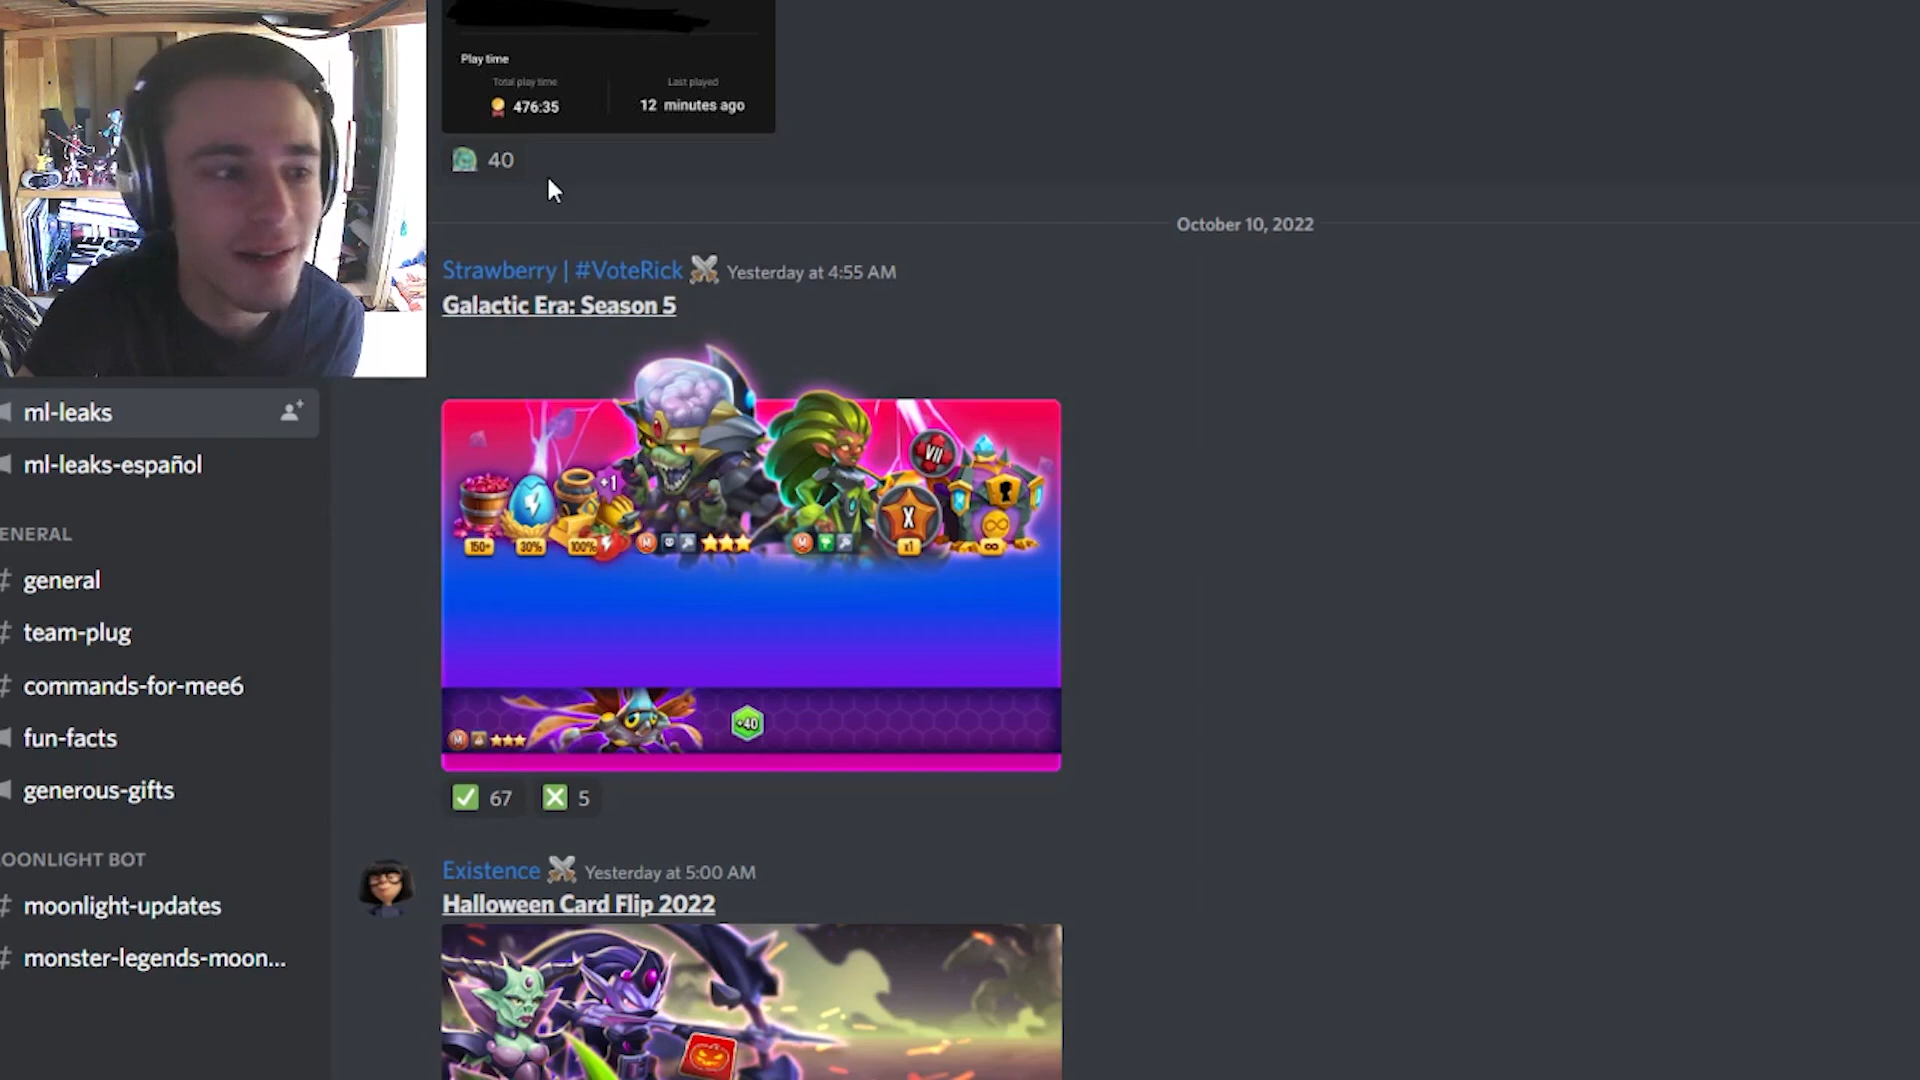 Play time
Total play time
Last played
476:35
12 minutes ago
40
October 10, 2022
Strawberry | #VoteRick Yesterday at 4:55 AM
Galactic Era: Season 5
+1
VII
X
150+
30%
100%
M
M
x1
∞
M
+40
67
5
Existence Yesterday at 5:00 AM
Halloween Card Flip 2022
ml-leaks
ml-leaks-español
ENERAL
# general
# team-plug
# commands-for-mee6
fun-facts
generous-gifts
OONLIGHT BOT
# moonlight-updates
# monster-legends-moon...